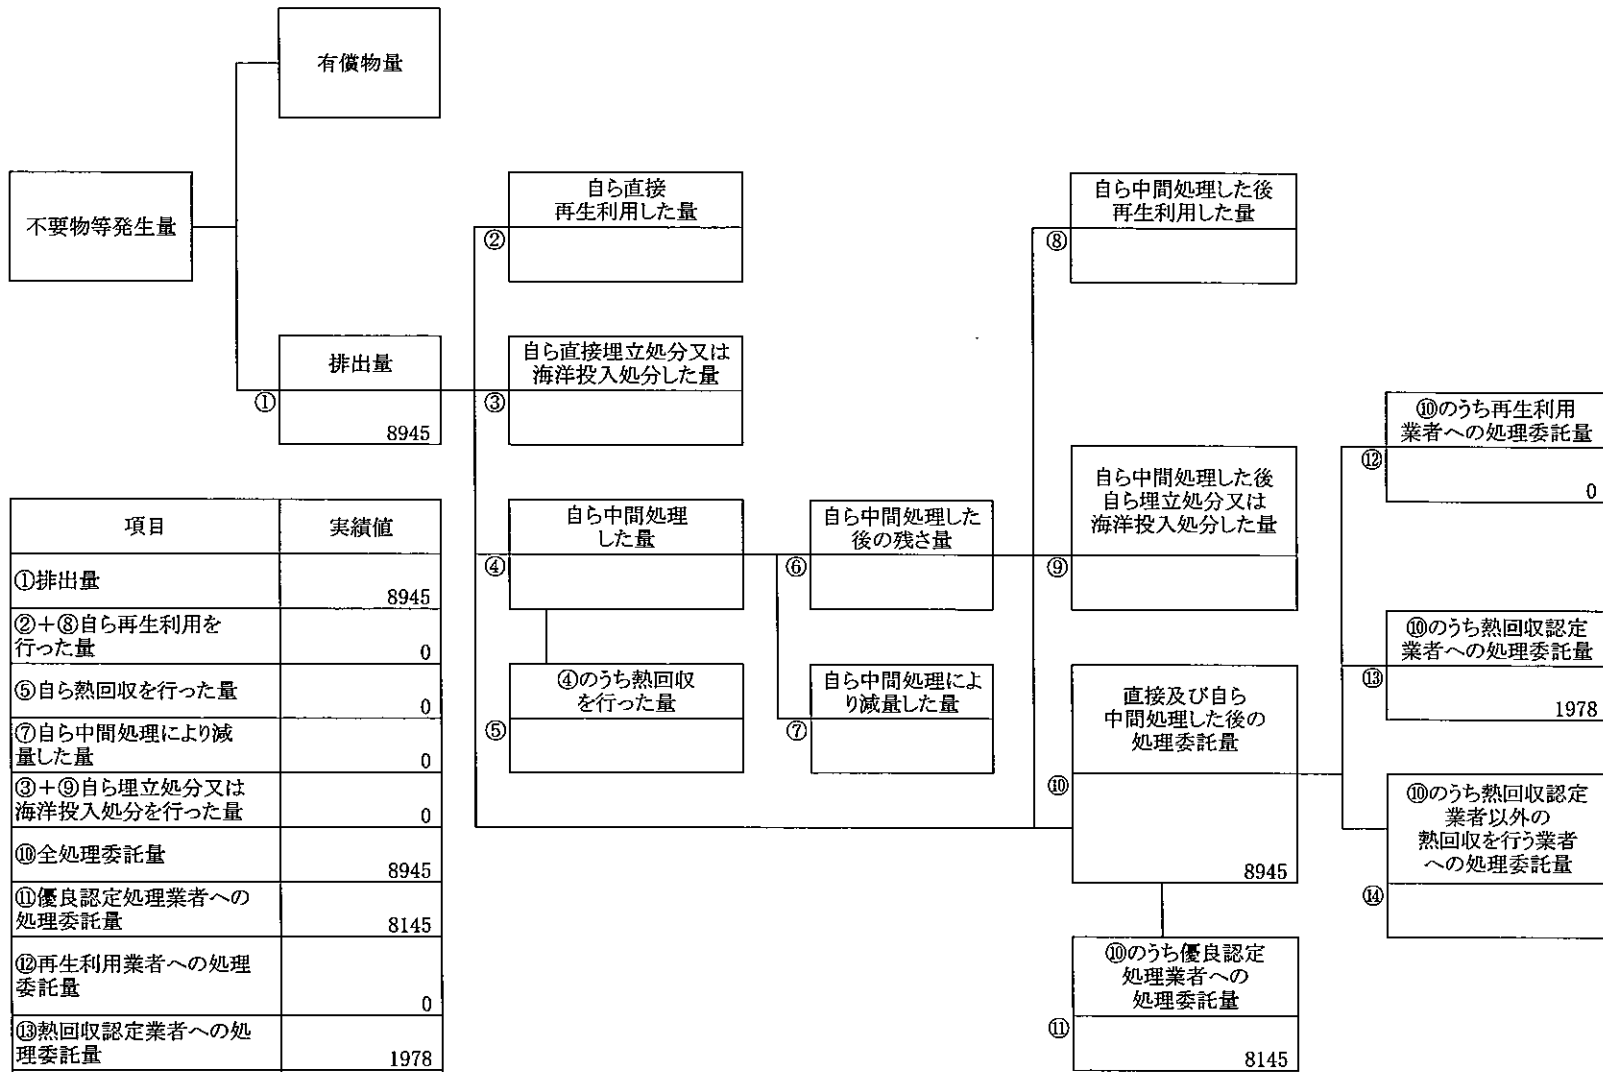 有償物量
不要物等発生量
排出量
①
8945
自ら直接
再生利用した量
②
自ら直接埋立処分又は
海洋投入処分した量
③
自ら中間処理
した量
④
④のうち熱回収
を行った量
⑤
自ら中間処理した
後の残さ量
⑥
自ら中間処理によ
り減量した量
⑦
自ら中間処理した後
再生利用した量
⑧
自ら中間処理した後
自ら埋立処分又は
海洋投入処分した量
⑨
直接及び自ら
中間処理した後の
処理委託量
⑩
8945
⑩のうち優良認定
処理業者への
処理委託量
⑪
8145
⑩のうち再生利用
業者への処理委託量
⑫
0
⑩のうち熱回収認定
業者への処理委託量
⑬
1978
⑩のうち熱回収認定
業者以外の
熱回収を行う業者
への処理委託量
⑭
項目 実績値
①排出量 8945
②+⑧自ら再生利用を
行った量 0
⑤自ら熱回収を行った量 0
⑦自ら中間処理により減
量した量 0
③+⑨自ら埋立処分又は
海洋投入処分を行った量 0
⑩全処理委託量 8945
⑪優良認定処理業者への
処理委託量 8145
⑫再生利用業者への処理
委託量 0
⑬熱回収認定業者への処
理委託量 1978